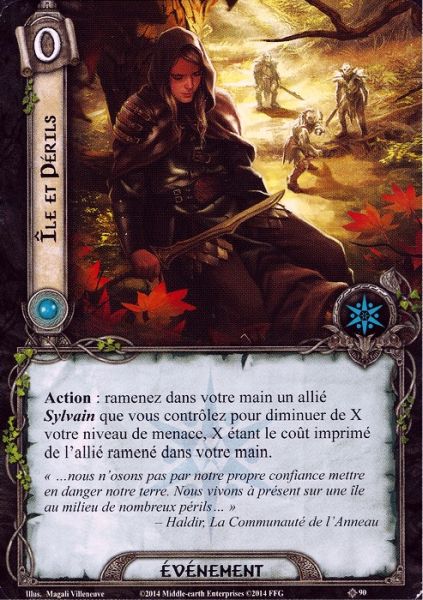 0
Île et Périls
Action : ramenez dans votre main un allié
Sylvain que vous contrôlez pour diminuer de X
votre niveau de menace, X étant le coût imprimé
de l'allié ramené dans votre main.
« …nous n'osons pas par notre propre confiance mettre
en danger notre terre. Nous vivons à présent sur une île
au milieu de nombreux périls… »
– Haldir, La Communauté de l'Anneau
ÉVÉNEMENT
Illus. Magali Villeneuve ©2014 Middle-earth Enterprises ©2014 FFG 90